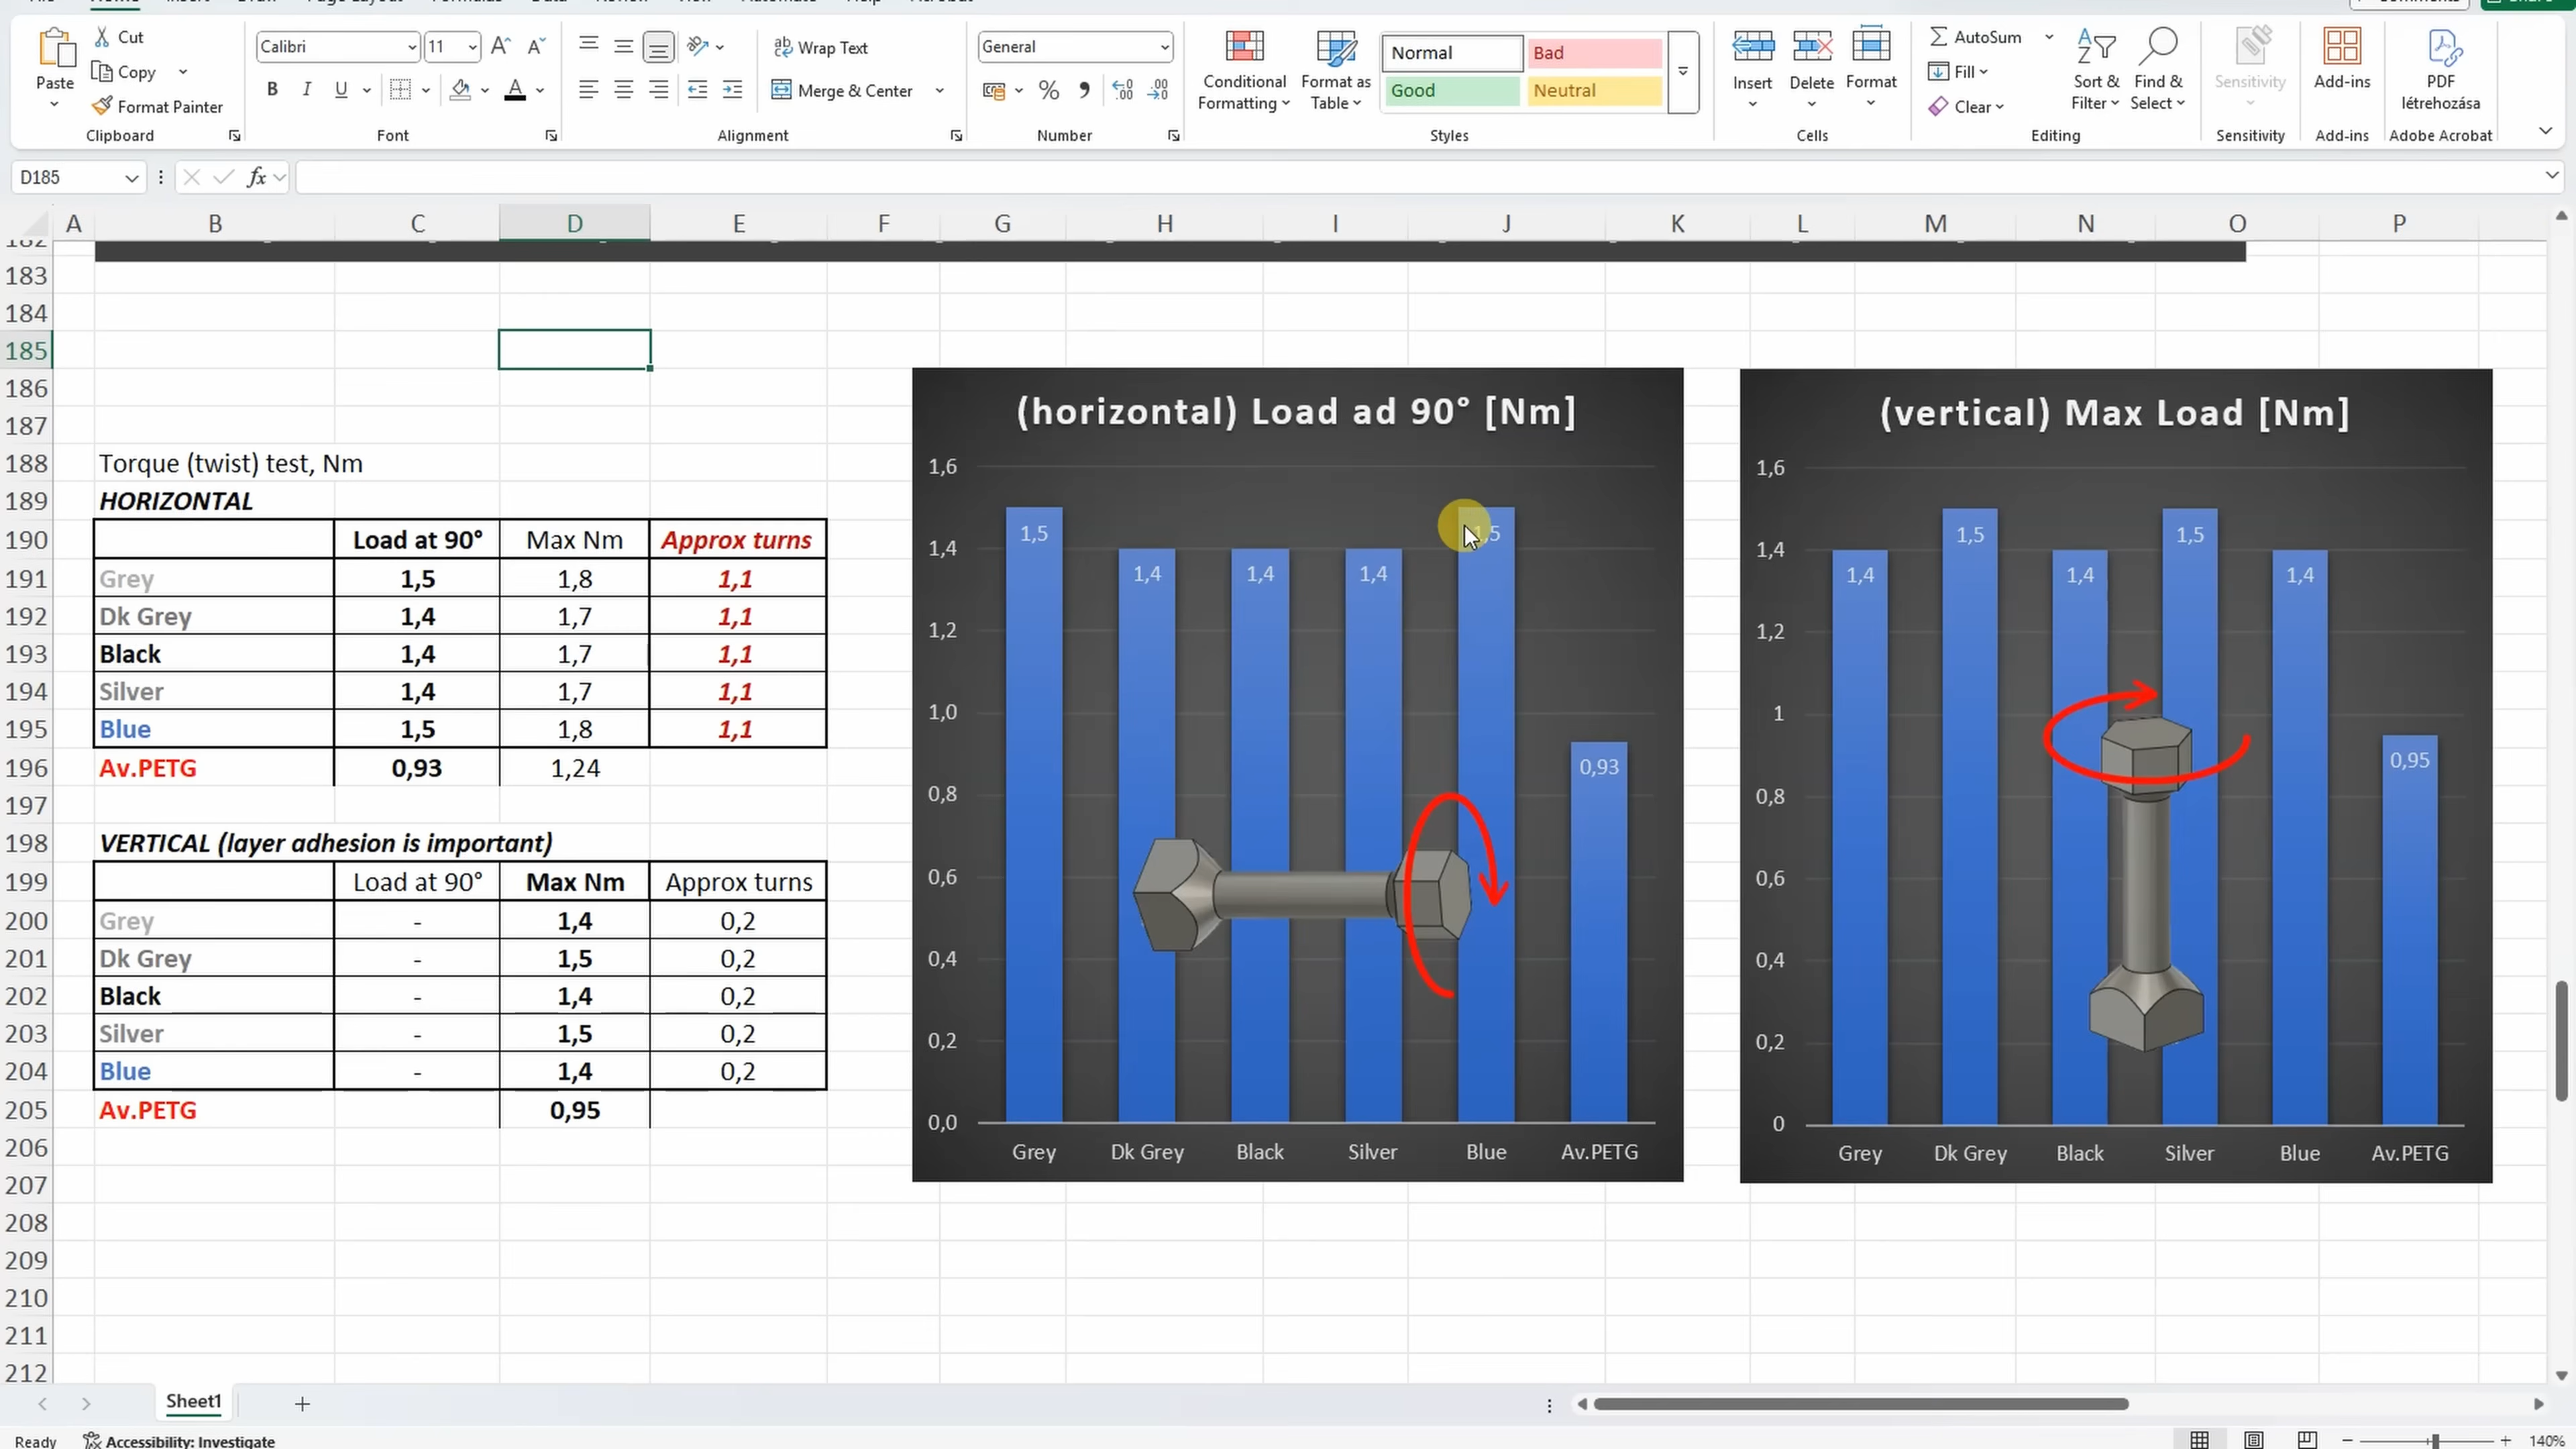 Cut
Copy
Format Painter
Paste
Clipboard
Calibri
11
B I U
Font
Wrap Text
Merge & Center
Alignment
General
Number
Conditional Formatting
Format as Table
Normal
Bad
Good
Neutral
Styles
Insert
Delete
Format
Cells
AutoSum
Fill
Clear
Sort & Filter
Find & Select
Editing
Sensitivity
Sensitivity
Add-ins
Add-ins
PDF létrehozása
Adobe Acrobat
D185
fx
A B C D E F G H I J K L M N O P
183
184
185
186
187
188 Torque (twist) test, Nm
189 HORIZONTAL
190 Load at 90° Max Nm Approx turns
191 Grey 1,5 1,8 1,1
192 Dk Grey 1,4 1,7 1,1
193 Black 1,4 1,7 1,1
194 Silver 1,4 1,7 1,1
195 Blue 1,5 1,8 1,1
196 Av.PETG 0,93 1,24
197
198 VERTICAL (layer adhesion is important)
199 Load at 90° Max Nm Approx turns
200 Grey - 1,4 0,2
201 Dk Grey - 1,5 0,2
202 Black - 1,4 0,2
203 Silver - 1,5 0,2
204 Blue - 1,4 0,2
205 Av.PETG 0,95
206
207
208
209
210
211
212
(horizontal) Load ad 90° [Nm]
1,6
1,4
1,2
1,0
0,8
0,6
0,4
0,2
0,0
1,5 1,4 1,4 1,4 0,93
Grey Dk Grey Black Silver Blue Av.PETG
(vertical) Max Load [Nm]
1,6
1,4
1,2
1
0,8
0,6
0,4
0,2
0
1,4 1,5 1,4 1,5 1,4 0,95
Grey Dk Grey Black Silver Blue Av.PETG
Sheet1
Ready
Accessibility: Investigate
140%